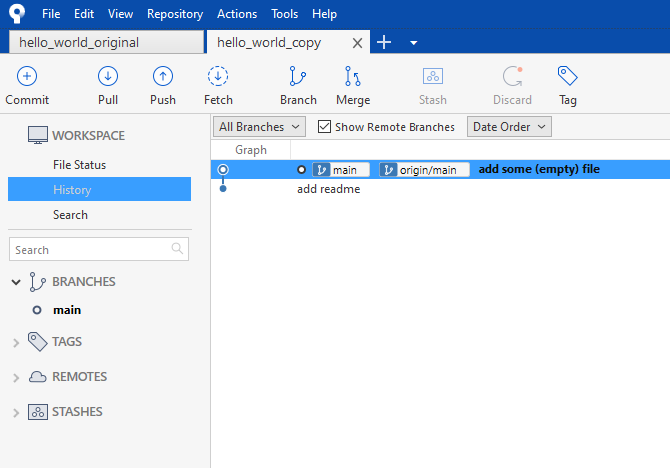 File Edit View Repository Actions Tools Help
hello_world_original hello_world_copy
Commit Pull Push Fetch Branch Merge Stash Discard Tag
WORKSPACE
File Status
History
Search
Search
BRANCHES
main
TAGS
REMOTES
STASHES
All Branches Show Remote Branches Date Order
Graph
main origin/main add some (empty) file
add readme